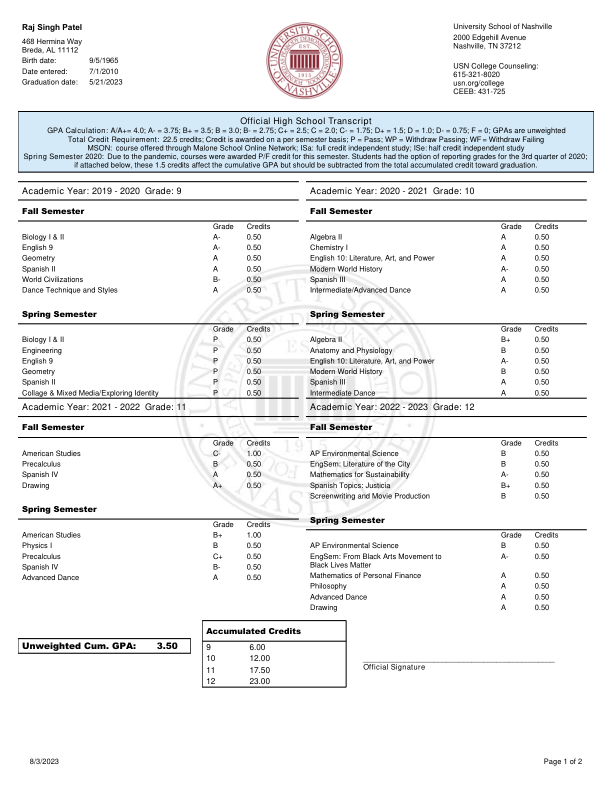 Raj Singh Patel
468 Hermina Way
Breda, AL 11112
Birth date: 9/5/1965
Date entered: 7/1/2010
Graduation date: 5/21/2023
University School of Nashville
2000 Edgehill Avenue
Nashville, TN 37212
USN College Counseling:
615-321-8020
usn.org/college
CEEB: 431-725
Official High School Transcript
GPA Calculation: A/A+= 4.0; A- = 3.75; B+ = 3.5; B = 3.0; B- = 2.75; C+ = 2.5; C = 2.0; C- = 1.75; D+ = 1.5; D = 1.0; D- = 0.75; F = 0; GPAs are unweighted
Total Credit Requirement: 22.5 credits; Credit is awarded on a per semester basis; P = Pass; WP = Withdraw Passing; WF = Withdraw Failing
MSON: course offered through Malone School Online Network; ISa: full credit independent study; ISe: half credit independent study
Spring Semester 2020: Due to the pandemic, courses were awarded P/F credit for this semester. Students had the option of reporting grades for the 3rd quarter of 2020;
if attached below, these 1.5 credits affect the cumulative GPA but should be subtracted from the total accumulated credit toward graduation.
Academic Year: 2019 - 2020 Grade: 9
Fall Semester
Grade Credits
Biology I & II A- 0.50
English 9 A- 0.50
Geometry A 0.50
Spanish II A 0.50
World Civilizations B- 0.50
Dance Technique and Styles A 0.50
Spring Semester
Grade Credits
Biology I & II P 0.50
Engineering P 0.50
English 9 P 0.50
Geometry P 0.50
Spanish II P 0.50
Collage & Mixed Media/Exploring Identity P 0.50
Academic Year: 2020 - 2021 Grade: 10
Fall Semester
Grade Credits
Algebra II A 0.50
Chemistry I A 0.50
English 10: Literature, Art, and Power A 0.50
Modern World History A- 0.50
Spanish III A 0.50
Intermediate/Advanced Dance A 0.50
Spring Semester
Grade Credits
Algebra II B+ 0.50
Anatomy and Physiology B 0.50
English 10: Literature, Art, and Power A- 0.50
Modern World History B 0.50
Spanish III A 0.50
Intermediate Dance A 0.50
Academic Year: 2021 - 2022 Grade: 11
Fall Semester
Grade Credits
American Studies C- 1.00
Precalculus B 0.50
Spanish IV A 0.50
Drawing A+ 0.50
Spring Semester
Grade Credits
American Studies B+ 1.00
Physics I B 0.50
Precalculus C+ 0.50
Spanish IV B- 0.50
Advanced Dance A 0.50
Academic Year: 2022 - 2023 Grade: 12
Fall Semester
Grade Credits
AP Environmental Science B 0.50
EngSem: Literature of the City B 0.50
Mathematics for Sustainability A- 0.50
Spanish Topics: Justicia B+ 0.50
Screenwriting and Movie Production B 0.50
Spring Semester
Grade Credits
AP Environmental Science B 0.50
EngSem: From Black Arts Movement to A- 0.50
Black Lives Matter
Mathematics of Personal Finance A 0.50
Philosophy A 0.50
Advanced Dance A 0.50
Drawing A 0.50
Unweighted Cum. GPA: 3.50
Accumulated Credits
9 6.00
10 12.00
11 17.50
12 23.00
Official Signature
8/3/2023
Page 1 of 2